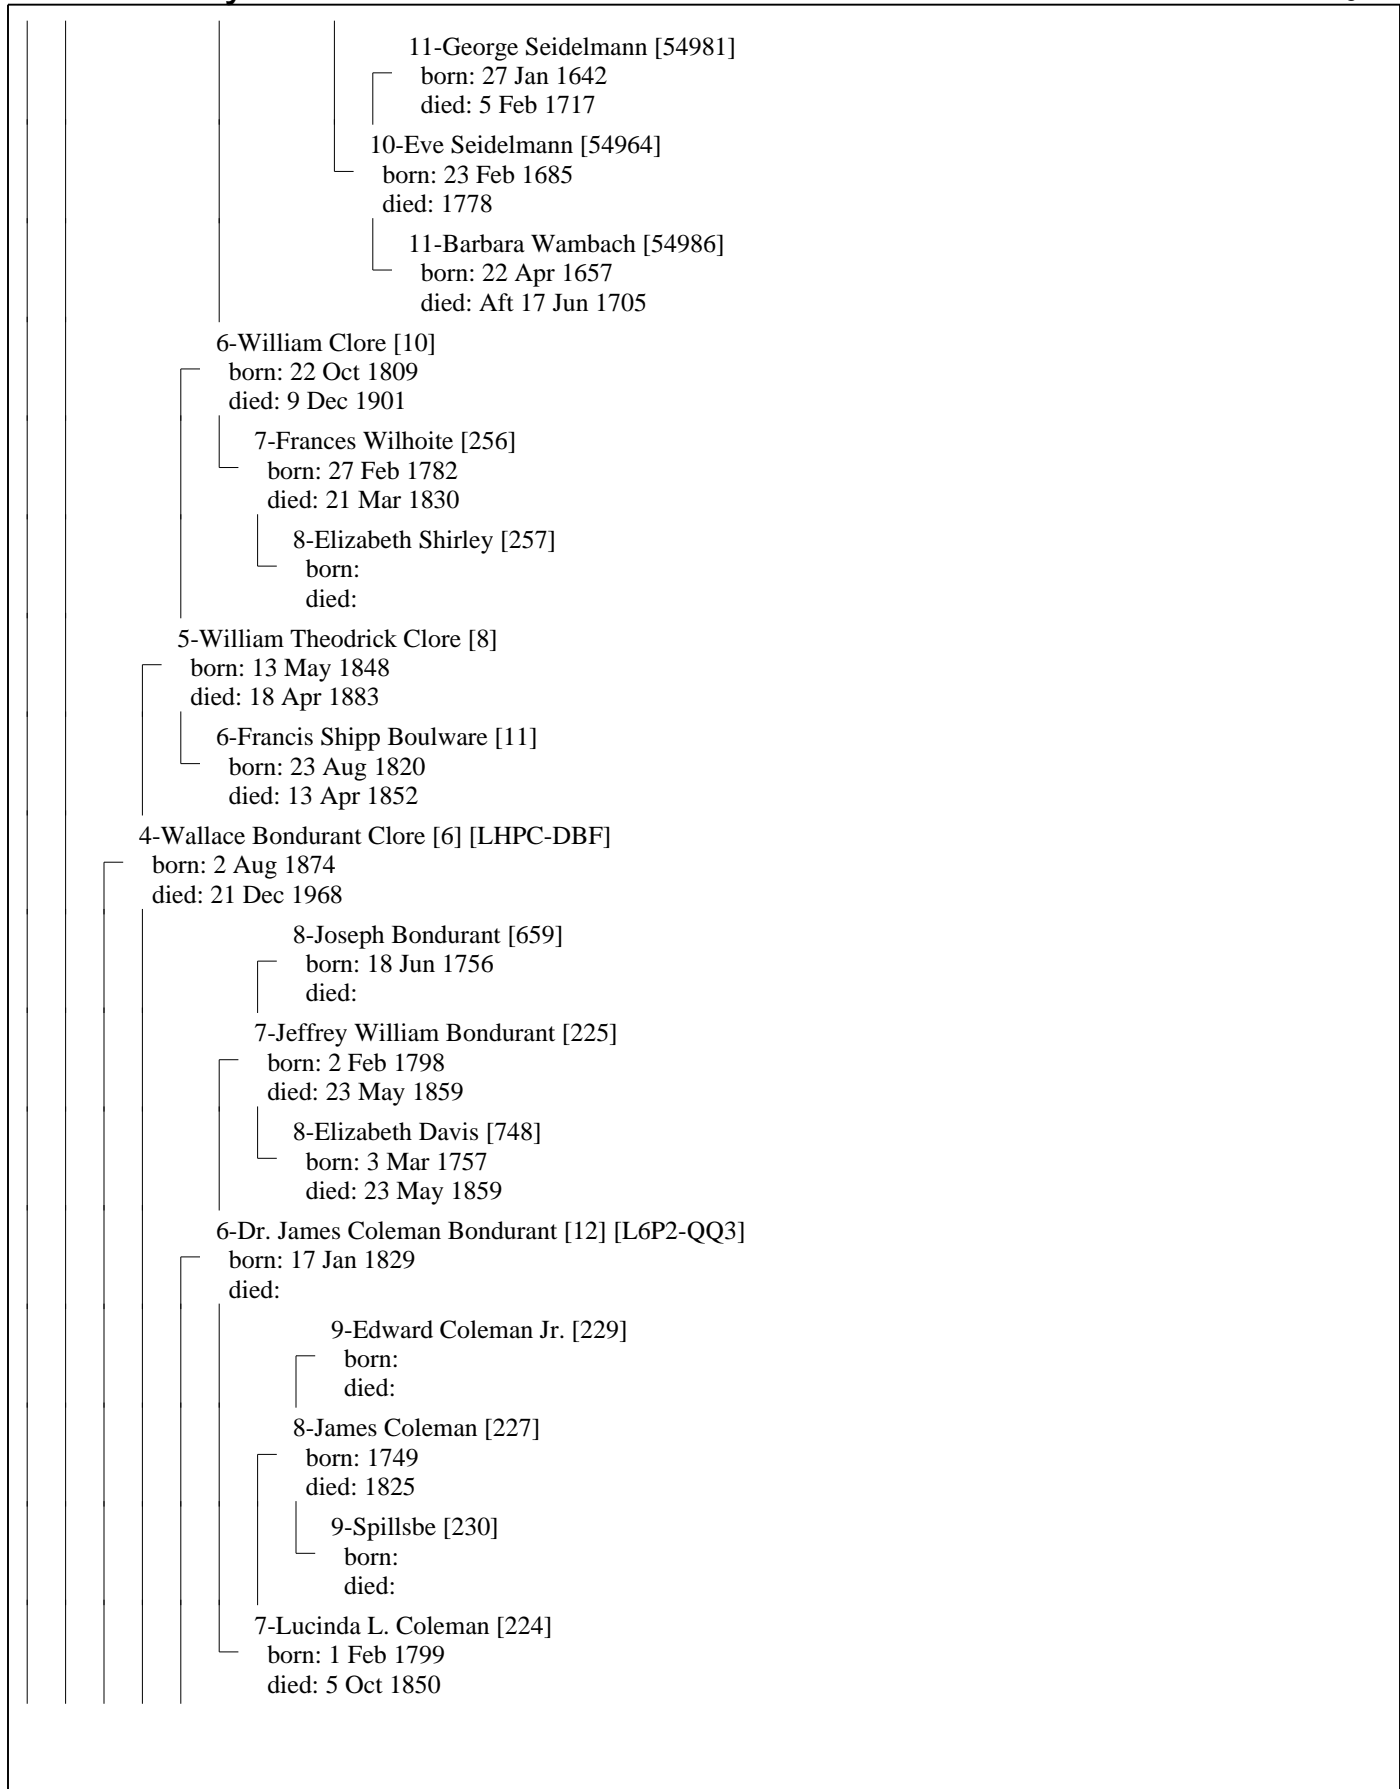 11-George Seidelmann [54981]
born: 27 Jan 1642
died: 5 Feb 1717
10-Eve Seidelmann [54964]
born: 23 Feb 1685
died: 1778
11-Barbara Wambach [54986]
born: 22 Apr 1657
died: Aft 17 Jun 1705
6-William Clore [10]
born: 22 Oct 1809
died: 9 Dec 1901
7-Frances Wilhoite [256]
born: 27 Feb 1782
died: 21 Mar 1830
8-Elizabeth Shirley [257]
born:
died:
5-William Theodrick Clore [8]
born: 13 May 1848
died: 18 Apr 1883
6-Francis Shipp Boulware [11]
born: 23 Aug 1820
died: 13 Apr 1852
4-Wallace Bondurant Clore [6] [LHPC-DBF]
born: 2 Aug 1874
died: 21 Dec 1968
8-Joseph Bondurant [659]
born: 18 Jun 1756
died:
7-Jeffrey William Bondurant [225]
born: 2 Feb 1798
died: 23 May 1859
8-Elizabeth Davis [748]
born: 3 Mar 1757
died: 23 May 1859
6-Dr. James Coleman Bondurant [12] [L6P2-QQ3]
born: 17 Jan 1829
died:
9-Edward Coleman Jr. [229]
born:
died:
8-James Coleman [227]
born: 1749
died: 1825
9-Spillsbe [230]
born:
died:
7-Lucinda L. Coleman [224]
born: 1 Feb 1799
died: 5 Oct 1850